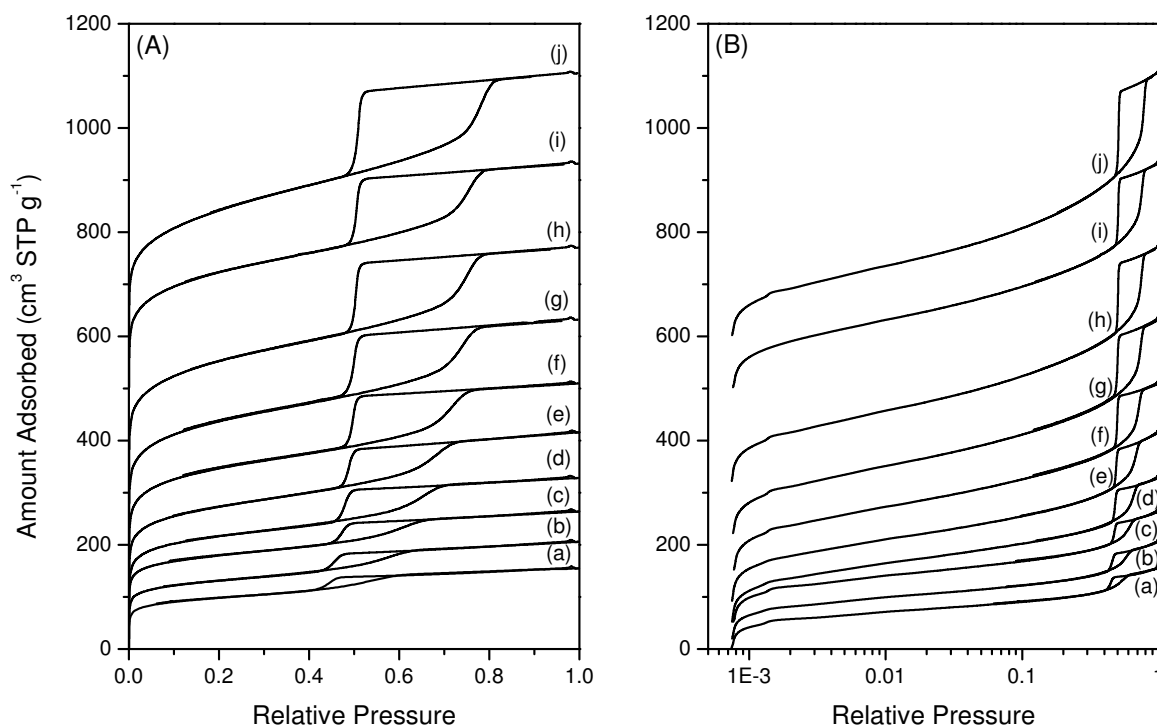 (A)
(B)
Amount Adsorbed (cm³ STP g⁻¹)
1200
1000
800
600
400
200
0
(j)
(i)
(h)
(g)
(f)
(e)
(d)
(c)
(b)
(a)
0.0 0.2 0.4 0.6 0.8 1.0
Relative Pressure
1200
1000
800
600
400
200
0
(j)
(i)
(h)
(g)
(f)
(e)
(d)
(c)
(b)
(a)
1E-3 0.01 0.1 1
Relative Pressure